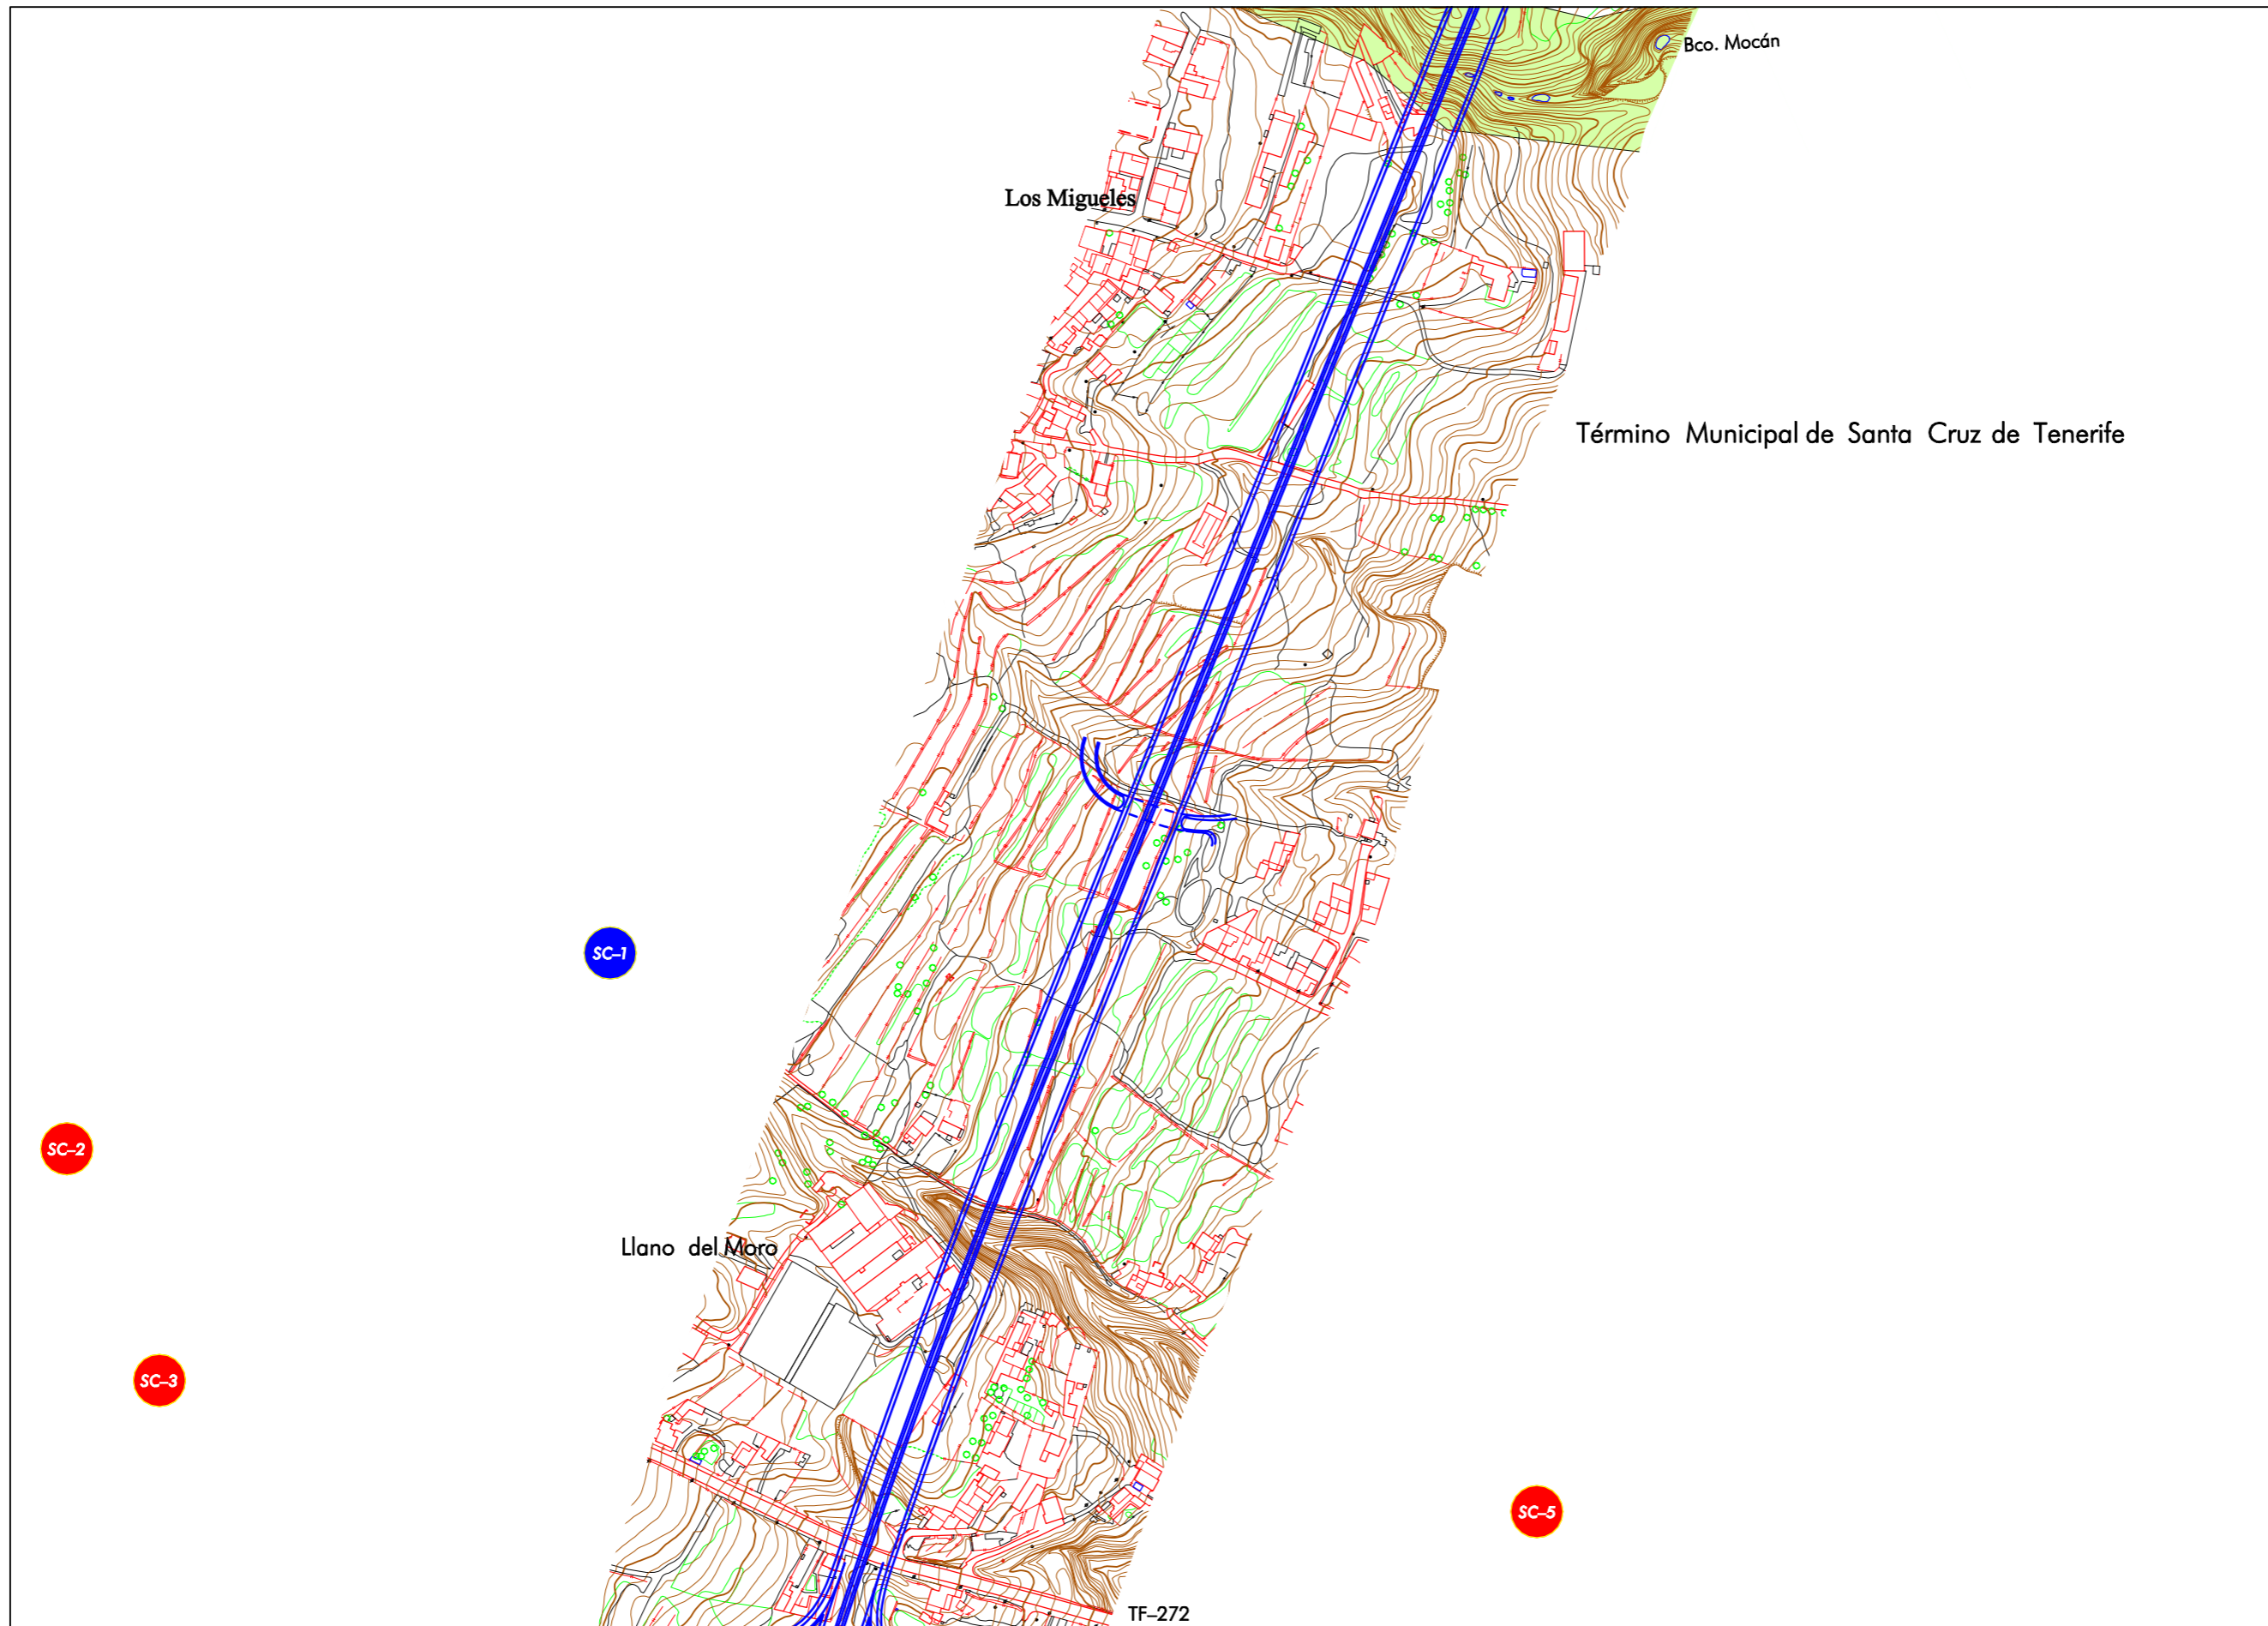 Bco. Mocán
Los Migueles
Término Municipal de Santa Cruz de Tenerife
SC–1
SC–2
Llano del Moro
SC–3
SC–5
TF–272